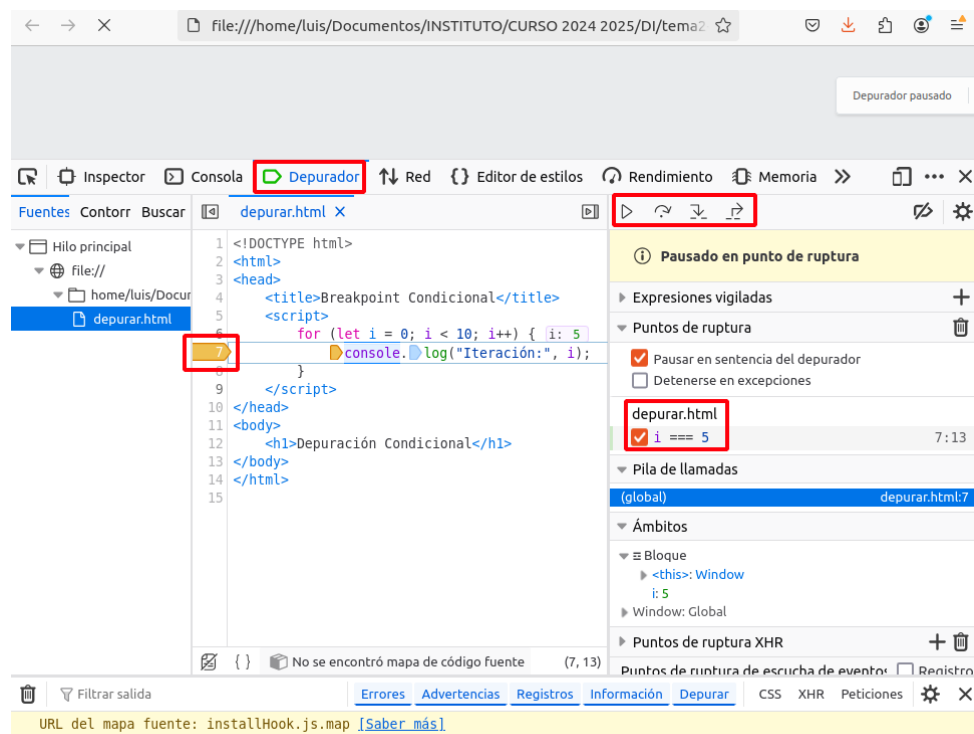 file:///home/luis/Documentos/INSTITUTO/CURSO 2024 2025/DI/tema2
Depurador pausado
Inspector Consola Depurador Red {} Editor de estilos Rendimiento Memoria
Fuentes Contorr Buscar
depurar.html
Hilo principal
file://
home/luis/Docur
depurar.html
1 <!DOCTYPE html>
2 <html>
3 <head>
4 <title>Breakpoint Condicional</title>
5 <script>
6 for (let i = 0; i < 10; i++) { i: 5
7 console.log("Iteración:", i);
8 }
9 </script>
10 </head>
11 <body>
12 <h1>Depuración Condicional</h1>
13 </body>
14 </html>
15
{ } No se encontró mapa de código fuente (7, 13)
Pausado en punto de ruptura
Expresiones vigiladas
Puntos de ruptura
Pausar en sentencia del depurador
Detenerse en excepciones
depurar.html
i === 5 7:13
Pila de llamadas
(global) depurar.html:7
Ámbitos
Bloque
<this>: Window
i: 5
Window: Global
Puntos de ruptura XHR
Puntos de ruptura de escucha de eventos Registro
Filtrar salida Errores Advertencias Registros Información Depurar CSS XHR Peticiones
URL del mapa fuente: installHook.js.map [Saber más]